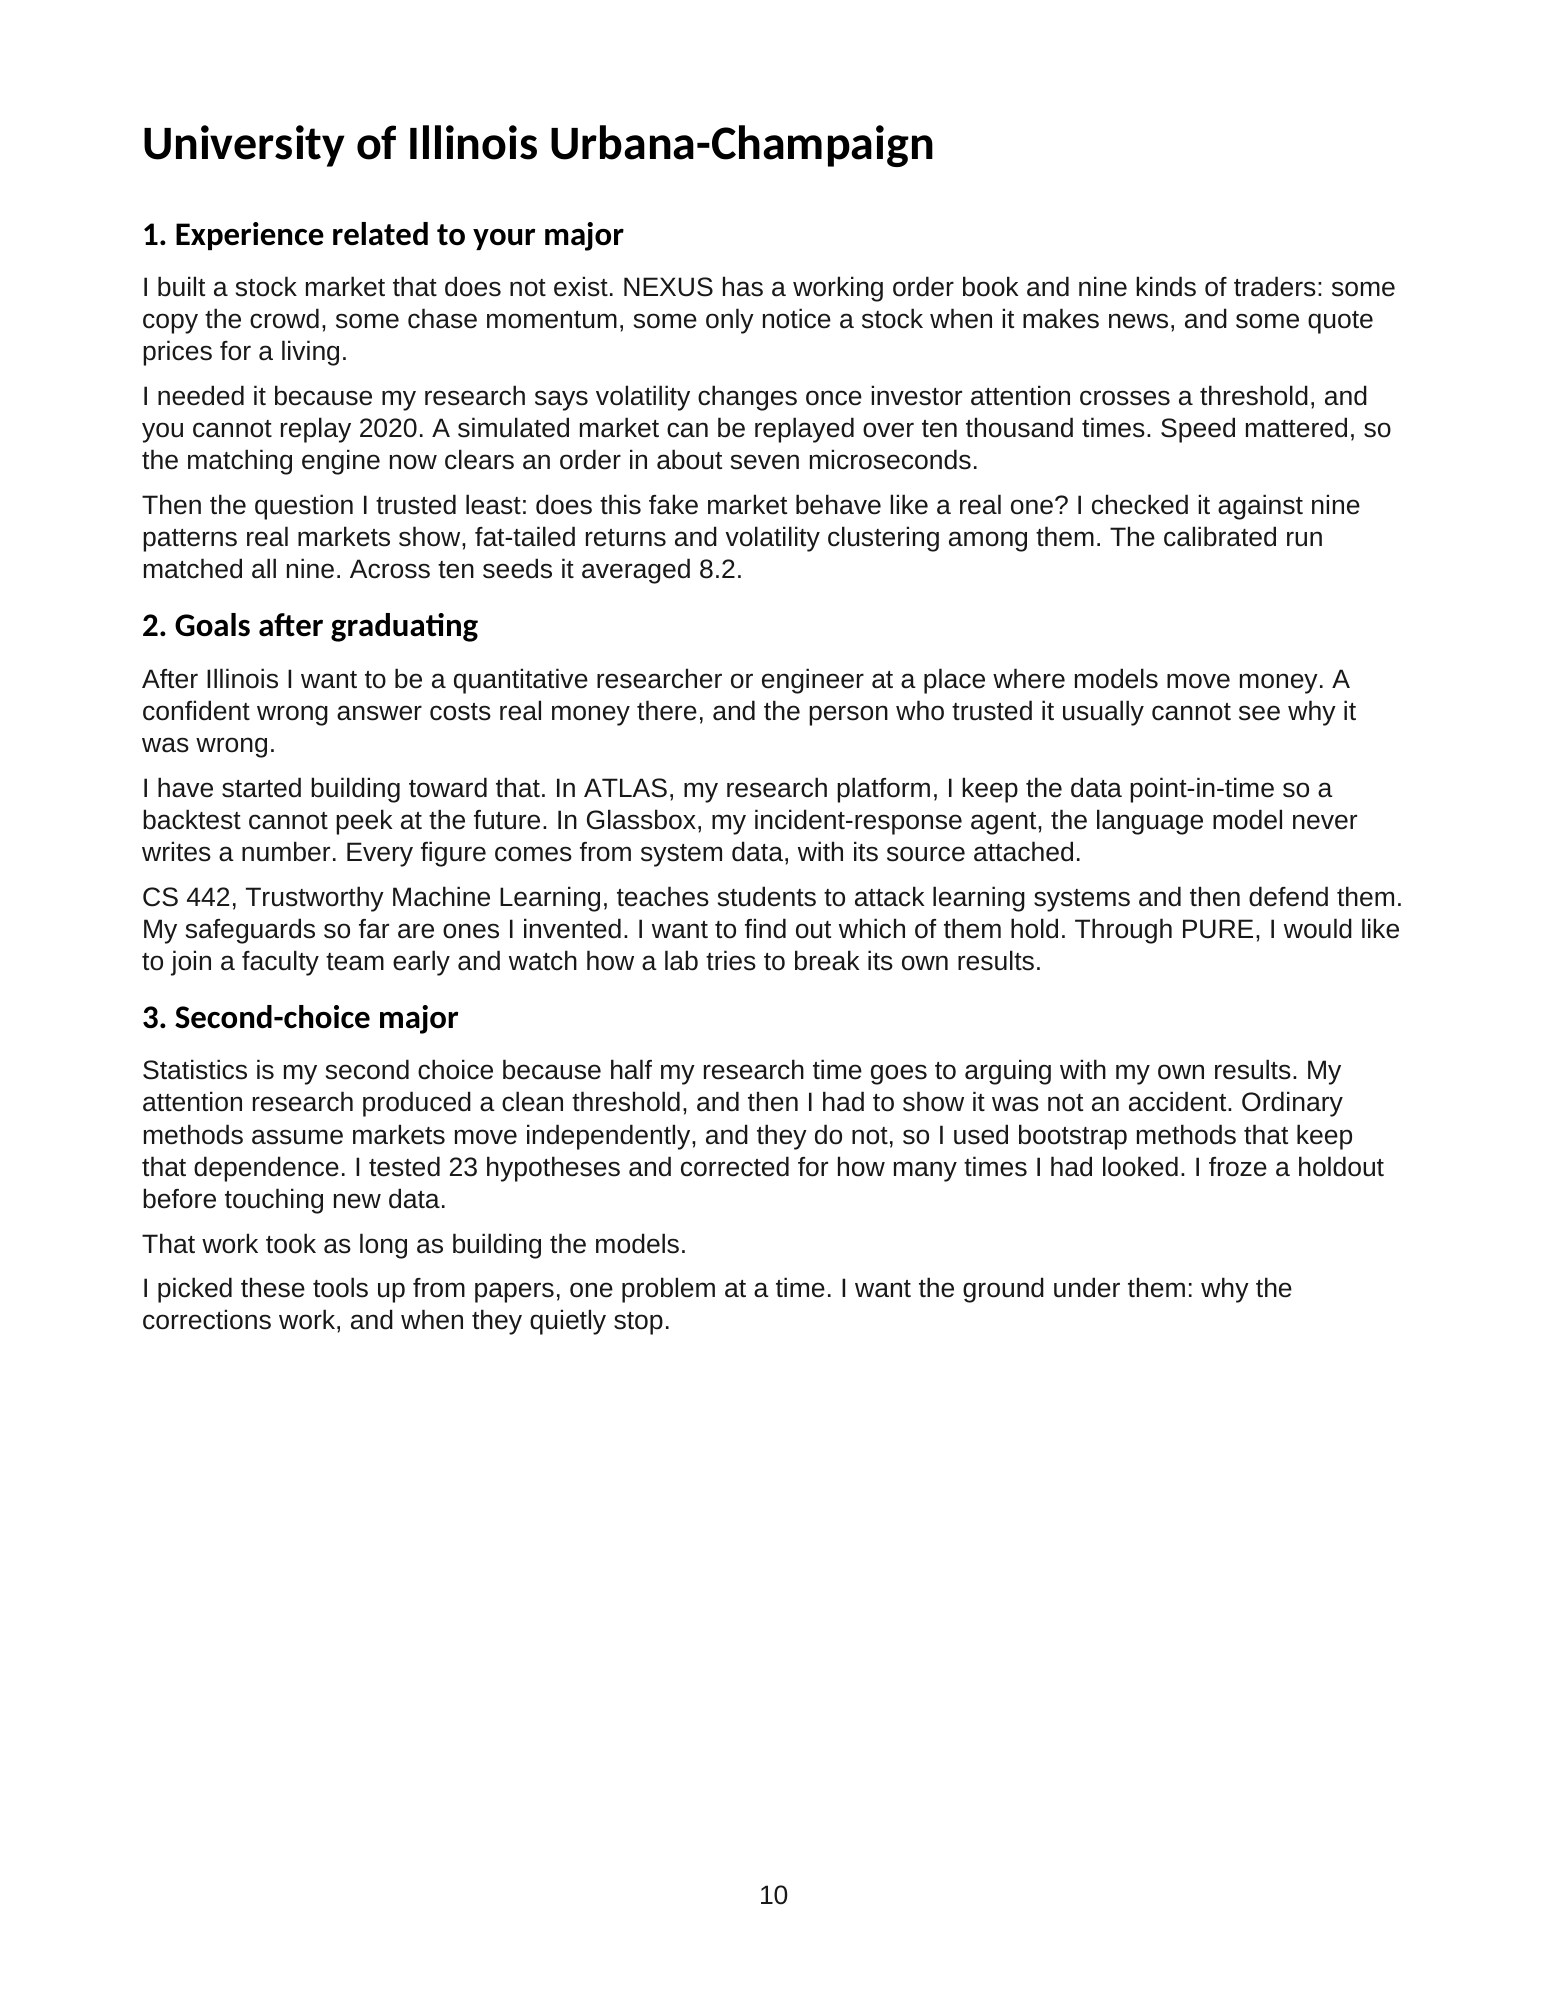 University of Illinois Urbana-Champaign
1. Experience related to your major
I built a stock market that does not exist. NEXUS has a working order book and nine kinds of traders: some
copy the crowd, some chase momentum, some only notice a stock when it makes news, and some quote
prices for a living.
I needed it because my research says volatility changes once investor attention crosses a threshold, and
you cannot replay 2020. A simulated market can be replayed over ten thousand times. Speed mattered, so
the matching engine now clears an order in about seven microseconds.
Then the question I trusted least: does this fake market behave like a real one? I checked it against nine
patterns real markets show, fat-tailed returns and volatility clustering among them. The calibrated run
matched all nine. Across ten seeds it averaged 8.2.
2. Goals after graduating
After Illinois I want to be a quantitative researcher or engineer at a place where models move money. A
confident wrong answer costs real money there, and the person who trusted it usually cannot see why it
was wrong.
I have started building toward that. In ATLAS, my research platform, I keep the data point-in-time so a
backtest cannot peek at the future. In Glassbox, my incident-response agent, the language model never
writes a number. Every figure comes from system data, with its source attached.
CS 442, Trustworthy Machine Learning, teaches students to attack learning systems and then defend them.
My safeguards so far are ones I invented. I want to find out which of them hold. Through PURE, I would like
to join a faculty team early and watch how a lab tries to break its own results.
3. Second-choice major
Statistics is my second choice because half my research time goes to arguing with my own results. My
attention research produced a clean threshold, and then I had to show it was not an accident. Ordinary
methods assume markets move independently, and they do not, so I used bootstrap methods that keep
that dependence. I tested 23 hypotheses and corrected for how many times I had looked. I froze a holdout
before touching new data.
That work took as long as building the models.
I picked these tools up from papers, one problem at a time. I want the ground under them: why the
corrections work, and when they quietly stop.
10